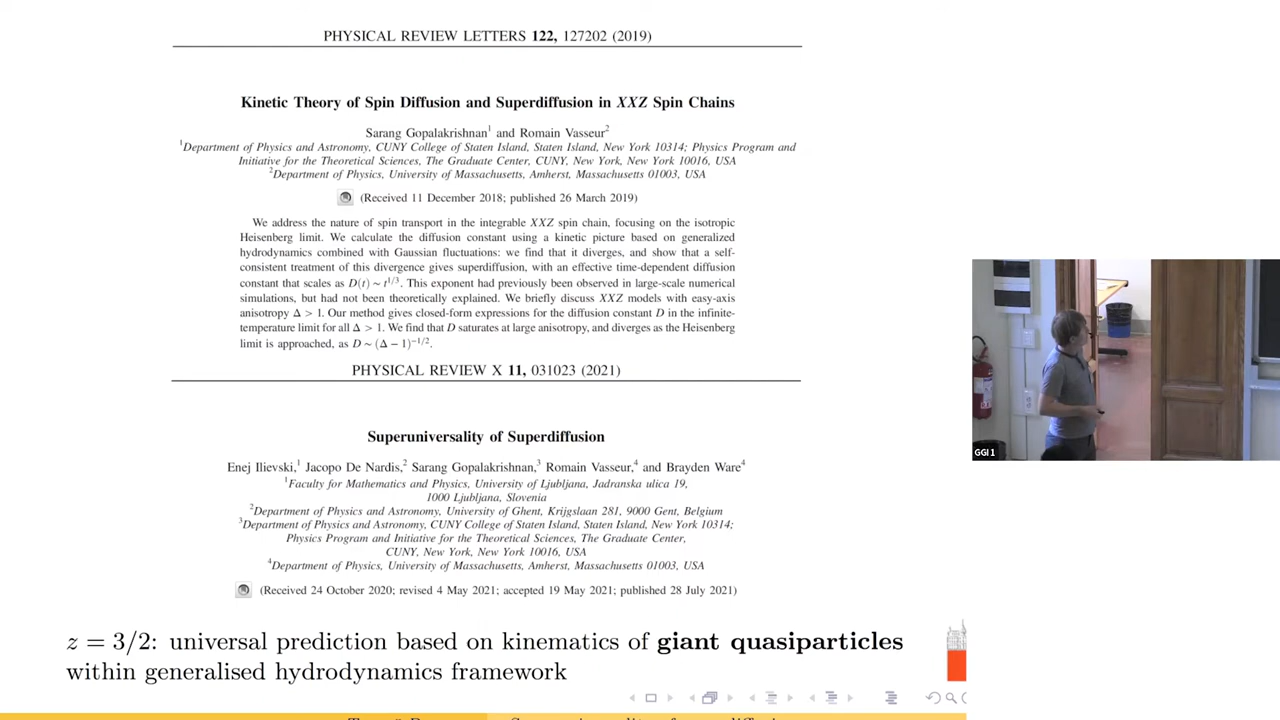 PHYSICAL REVIEW LETTERS 122, 127202 (2019)
Kinetic Theory of Spin Diffusion and Superdiffusion in XXZ Spin Chains
Sarang Gopalakrishnan1 and Romain Vasseur2
1Department of Physics and Astronomy, CUNY College of Staten Island, Staten Island, New York 10314; Physics Program and
Initiative for the Theoretical Sciences, The Graduate Center, CUNY, New York, New York 10016, USA
2Department of Physics, University of Massachusetts, Amherst, Massachusetts 01003, USA
(Received 11 December 2018; published 26 March 2019)
We address the nature of spin transport in the integrable XXZ spin chain, focusing on the isotropic
Heisenberg limit. We calculate the diffusion constant using a kinetic picture based on generalized
hydrodynamics combined with Gaussian fluctuations: we find that it diverges, and show that a self-
consistent treatment of this divergence gives superdiffusion, with an effective time-dependent diffusion
constant that scales as D(t) ~ t^1/3. This exponent had previously been observed in large-scale numerical
simulations, but had not been theoretically explained. We briefly discuss XXZ models with easy-axis
anisotropy Δ > 1. Our method gives closed-form expressions for the diffusion constant D in the infinite-
temperature limit for all Δ > 1. We find that D saturates at large anisotropy, and diverges as the Heisenberg
limit is approached, as D ~ (Δ − 1)^−1/2.
PHYSICAL REVIEW X 11, 031023 (2021)
Superuniversality of Superdiffusion
Enej Ilievski,1 Jacopo De Nardis,2 Sarang Gopalakrishnan,3 Romain Vasseur,4 and Brayden Ware4
1Faculty for Mathematics and Physics, University of Ljubljana, Jadranska ulica 19,
1000 Ljubljana, Slovenia
2Department of Physics and Astronomy, University of Ghent, Krijgslaan 281, 9000 Gent, Belgium
3Department of Physics and Astronomy, CUNY College of Staten Island, Staten Island, New York 10314;
Physics Program and Initiative for the Theoretical Sciences, The Graduate Center,
CUNY, New York, New York 10016, USA
4Department of Physics, University of Massachusetts, Amherst, Massachusetts 01003, USA
(Received 24 October 2020; revised 4 May 2021; accepted 19 May 2021; published 28 July 2021)
z = 3/2: universal prediction based on kinematics of giant quasiparticles
within generalised hydrodynamics framework
GGI 1